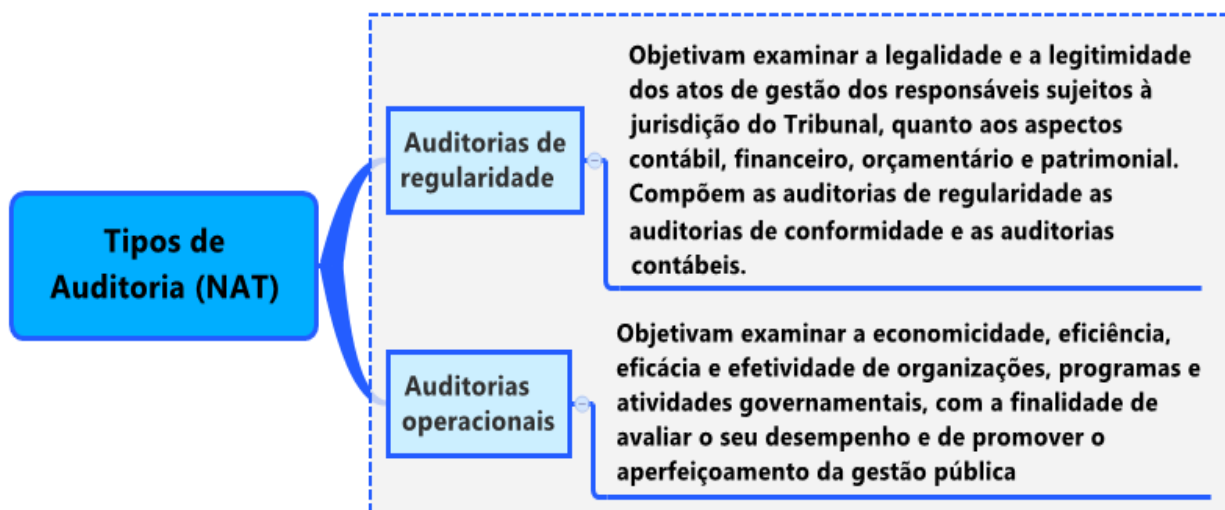 Tipos de
Auditoria (NAT)
Auditorias de
regularidade
Objetivam examinar a legalidade e a legitimidade
dos atos de gestão dos responsáveis sujeitos à
jurisdição do Tribunal, quanto aos aspectos
contábil, financeiro, orçamentário e patrimonial.
Compõem as auditorias de regularidade as
auditorias de conformidade e as auditorias
contábeis.
Auditorias
operacionais
Objetivam examinar a economicidade, eficiência,
eficácia e efetividade de organizações, programas e
atividades governamentais, com a finalidade de
avaliar o seu desempenho e de promover o
aperfeiçoamento da gestão pública